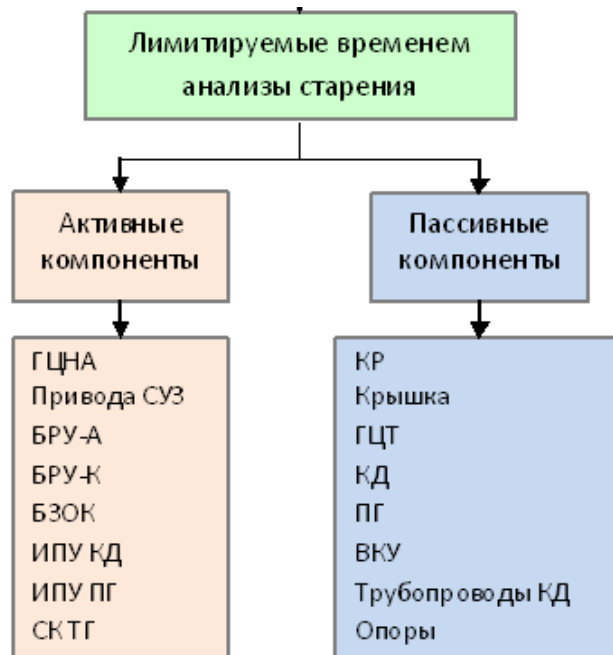 Лимитируемые временем
анализы старения
Активные
компоненты
Пассивные
компоненты
ГЦНА
Привода СУЗ
БРУ-А
БРУ-К
БЗОК
ИПУ КД
ИПУ ПГ
СК ТГ
КР
Крышка
ГЦТ
КД
ПГ
ВКУ
Трубопроводы КД
Опоры